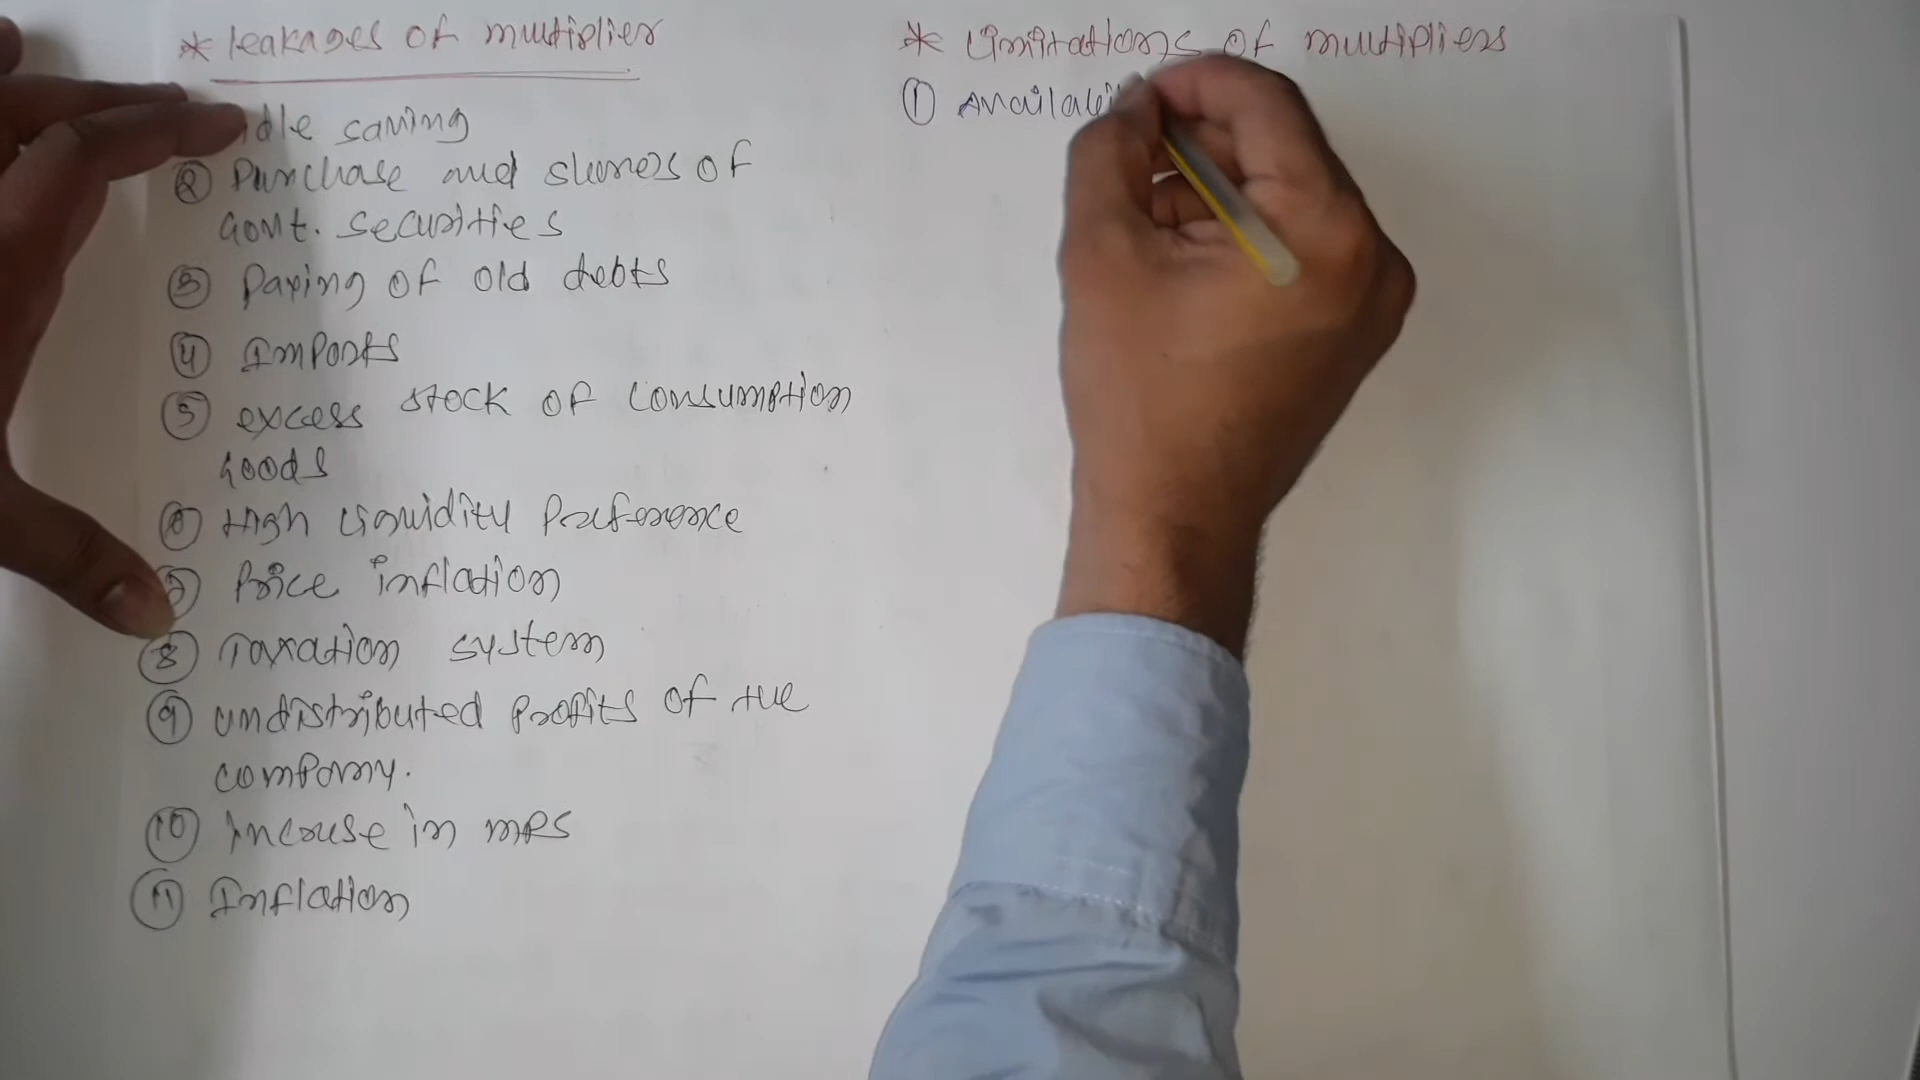 * Leakages of multiplier
Idle saving
② Purchase and shares of
Govt. securities
③ Paying of old debts
④ Imports
⑤ excess stock of consumption
Goods
⑥ High Liquidity Preference
⑦ Price inflation
⑧ Taxation system
⑨ undistributed profits of the
company.
⑩ Increase in MPS
⑪ Inflation
* Limitations of multipliers
①